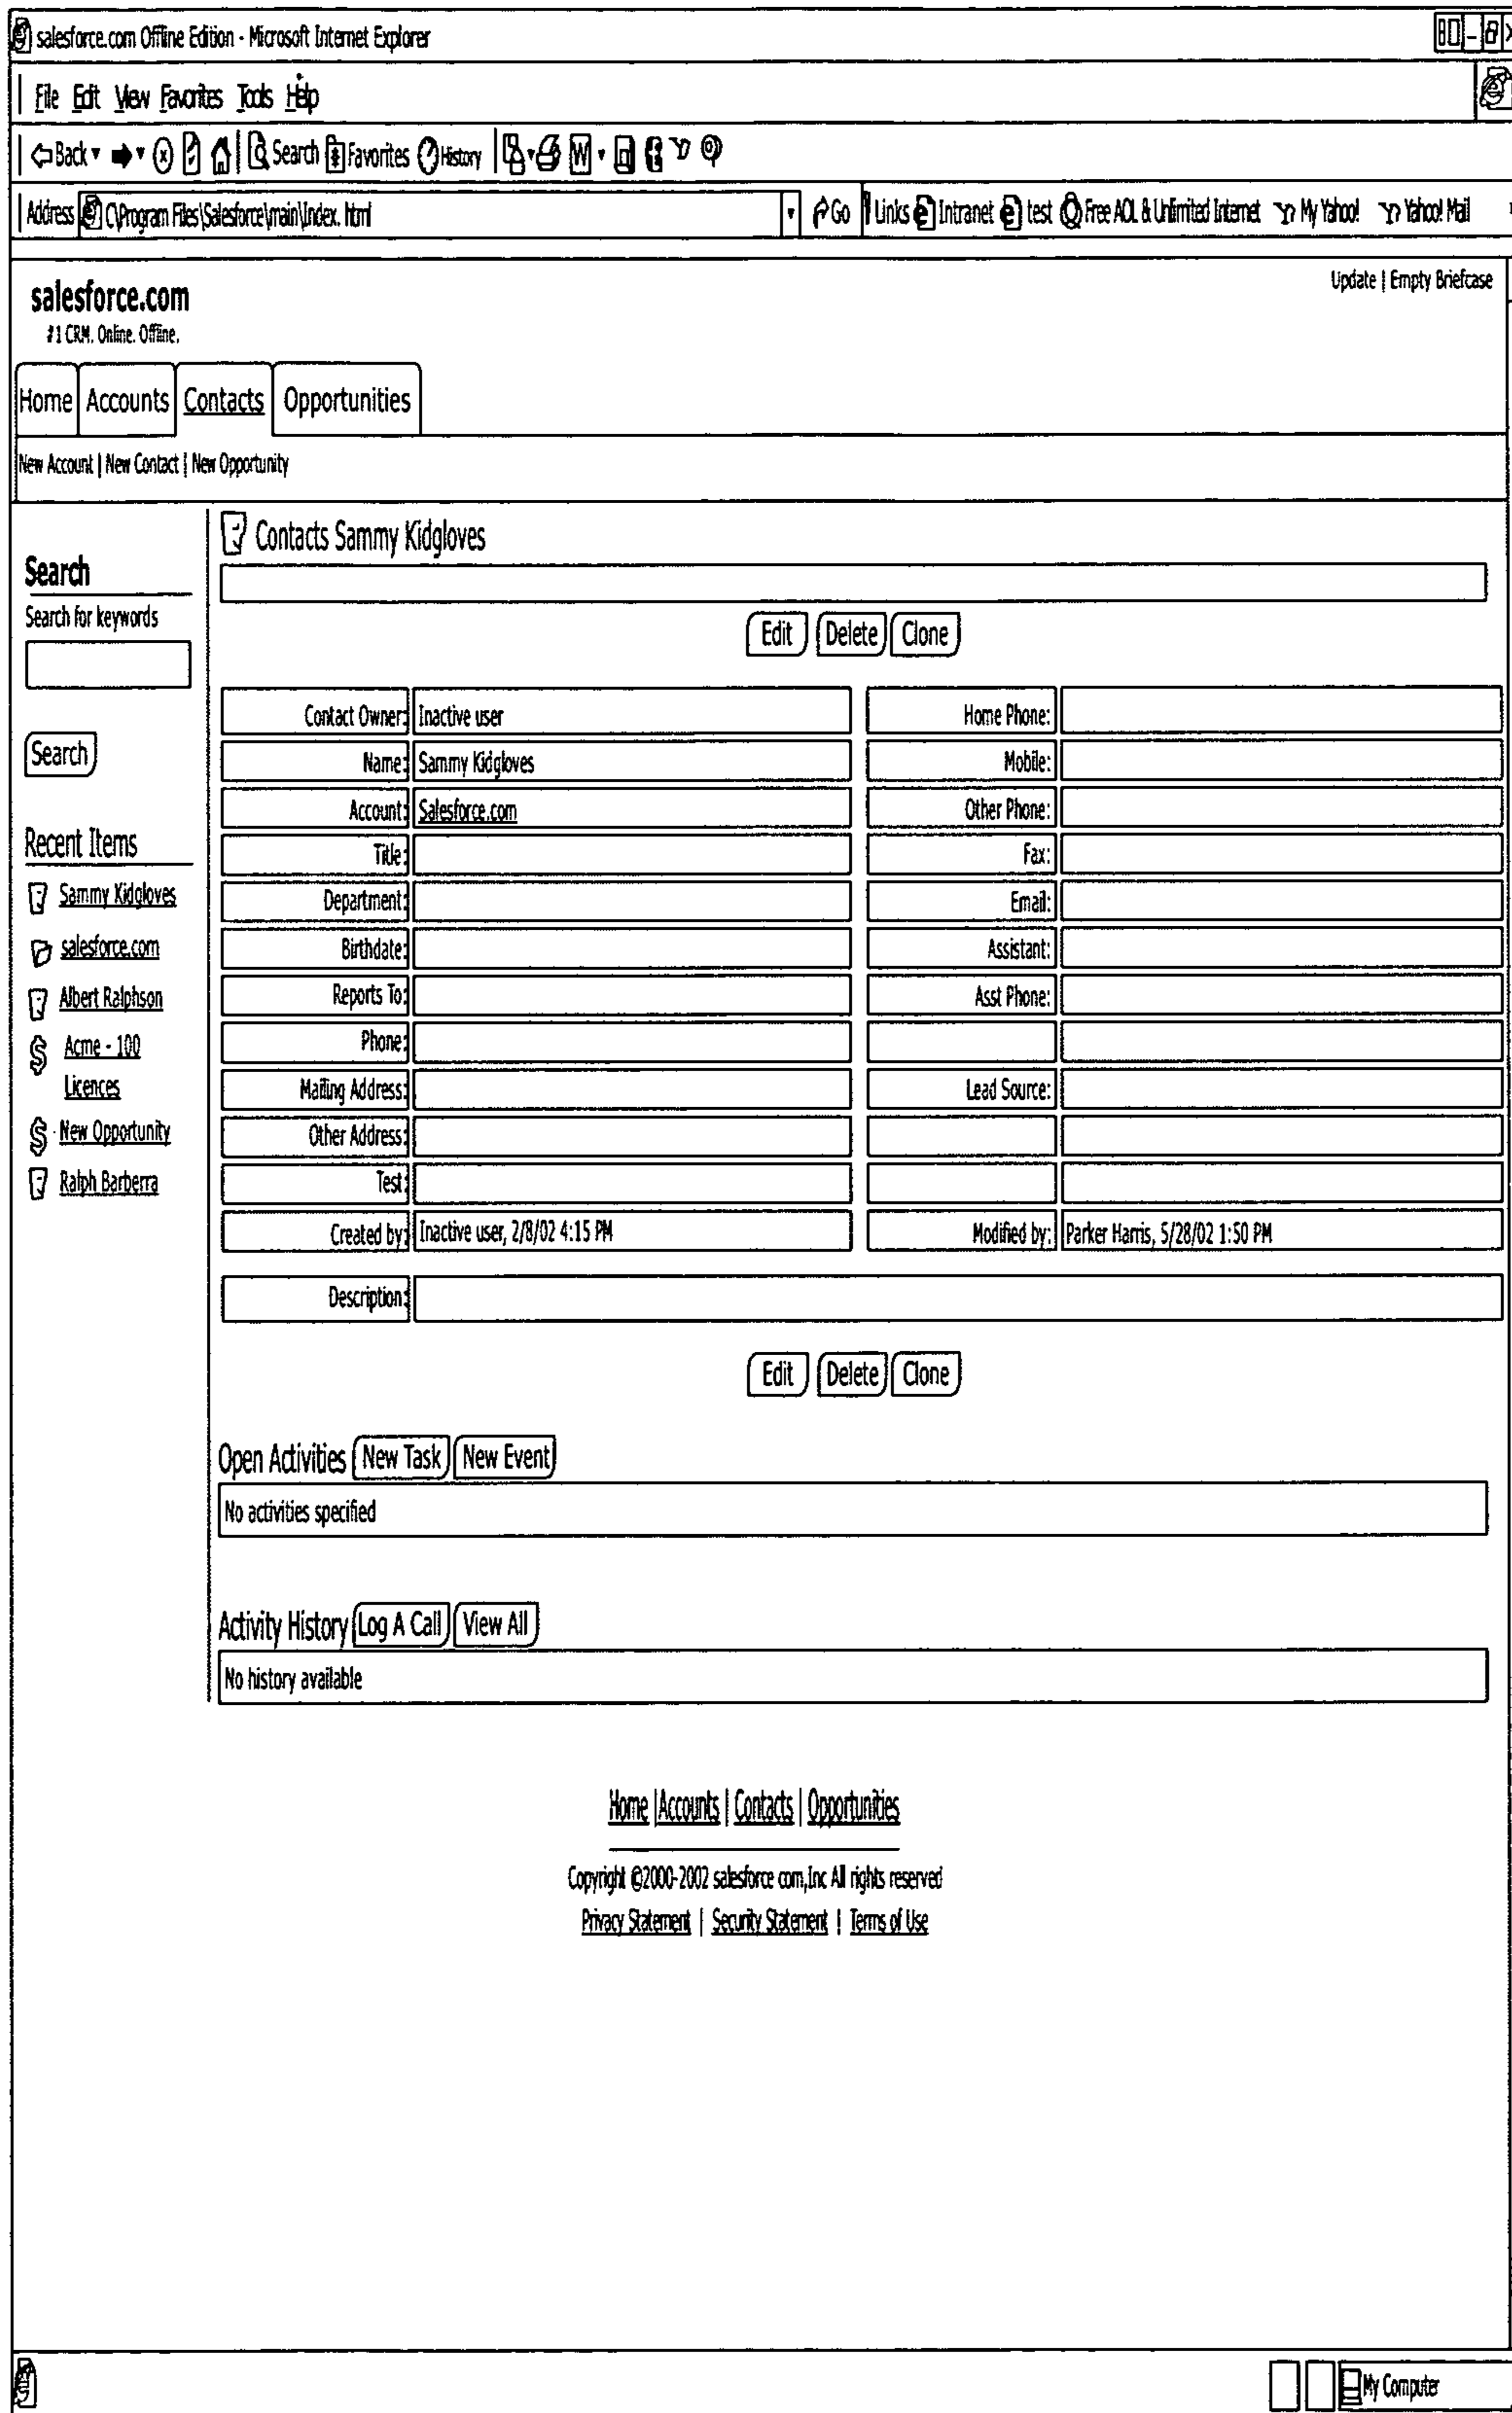 salesforce.com Offline Edition - Microsoft Internet Explorer
File Edit View Favorites Tools Help
Back Search Favorites History W
Address C:\Program Files\Salesforce\main\Index. html Go Links Intranet test Free AOL & Unlimited Internet My Yahoo! Yahoo! Mail
Update | Empty Briefcase
salesforce.com
#1 CRM. Online. Offline.
Home Accounts Contacts Opportunities
New Account | New Contact | New Opportunity
Contacts Sammy Kidgloves
Search
Search for keywords
Edit Delete Clone
Search
Recent Items
Sammy Kidgloves
salesforce.com
Albert Ralphson
$ Acme - 100
Licences
$ New Opportunity
Ralph Barberra
Contact Owner: Inactive user Home Phone:
Name: Sammy Kidgloves Mobile:
Account: Salesforce.com Other Phone:
Title: Fax:
Department: Email:
Birthdate: Assistant:
Reports To: Asst Phone:
Phone:
Mailing Address: Lead Source:
Other Address:
Test:
Created by: Inactive user, 2/8/02 4:15 PM Modified by: Parker Harris, 5/28/02 1:50 PM
Description:
Edit Delete Clone
Open Activities New Task New Event
No activities specified
Activity History Log A Call View All
No history available
Home | Accounts | Contacts | Opportunities
Copyright ©2000-2002 salesforce com, Inc All rights reserved
Privacy Statement | Security Statement | Terms of Use
My Computer